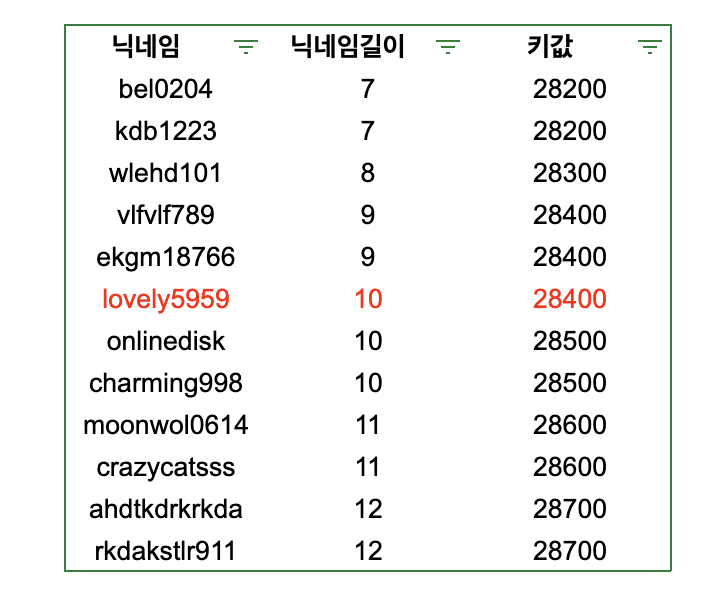 닉네임 닉네임길이 키값
bel0204 7 28200
kdb1223 7 28200
wlehd101 8 28300
vlfvlf789 9 28400
ekgm18766 9 28400
lovely5959 10 28400
onlinedisk 10 28500
charming998 10 28500
moonwol0614 11 28600
crazycatsss 11 28600
ahdtkdrkrkda 12 28700
rkdakstlr911 12 28700